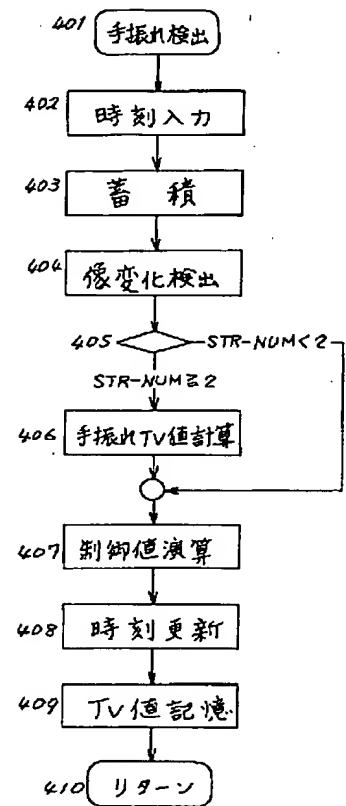 401 手振れ検出
402 時刻入力
403 蓄積
404 像変化検出
405 STR-NUM<2
STR-NUM≧2
406 手振れTV値計算
407 制御値演算
408 時刻更新
409 TV値記憶
410 リターン